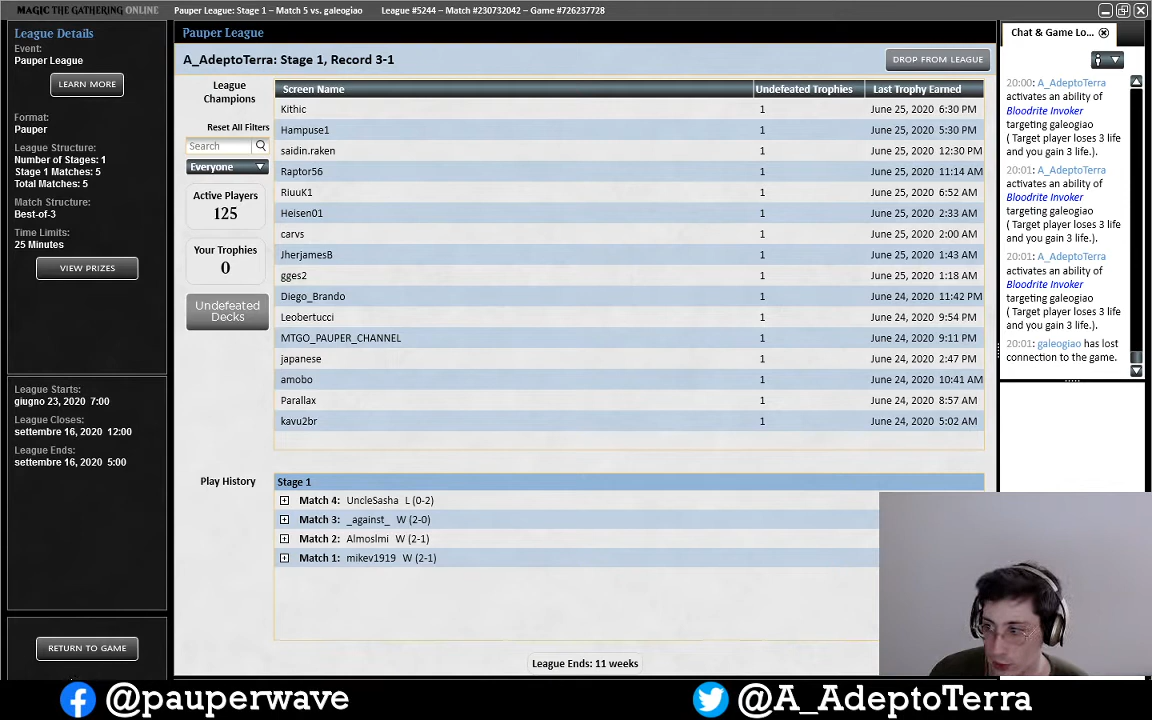 MAGIC THE GATHERING ONLINE
Pauper League: Stage 1 – Match 5 vs. galeogiao
League #5244 – Match #230732042 – Game #726237728
League Details
Event:
Pauper League
LEARN MORE
Format:
Pauper
League Structure:
Number of Stages: 1
Stage 1 Matches: 5
Total Matches: 5
Match Structure:
Best-of-3
Time Limits:
25 Minutes
VIEW PRIZES
League Starts:
giugno 23, 2020 7:00
League Closes:
settembre 16, 2020 12:00
League Ends:
settembre 16, 2020 5:00
RETURN TO GAME
Pauper League
A_AdeptoTerra: Stage 1, Record 3-1
DROP FROM LEAGUE
League
Champions
Reset All Filters
Search
Everyone
Active Players
125
Your Trophies
0
Undefeated
Decks
Screen Name Undefeated Trophies Last Trophy Earned
Kithic 1 June 25, 2020 6:30 PM
Hampuse1 1 June 25, 2020 5:30 PM
saidin.raken 1 June 25, 2020 12:30 PM
Raptor56 1 June 25, 2020 11:14 AM
RiuuK1 1 June 25, 2020 6:52 AM
Heisen01 1 June 25, 2020 2:33 AM
carvs 1 June 25, 2020 2:00 AM
JherjamesB 1 June 25, 2020 1:43 AM
gges2 1 June 25, 2020 1:18 AM
Diego_Brando 1 June 24, 2020 11:42 PM
Leobertucci 1 June 24, 2020 9:54 PM
MTGO_PAUPER_CHANNEL 1 June 24, 2020 9:11 PM
japanese 1 June 24, 2020 2:47 PM
amobo 1 June 24, 2020 10:41 AM
Parallax 1 June 24, 2020 8:57 AM
kavu2br 1 June 24, 2020 5:02 AM
Play History
Stage 1
Match 4: UncleSasha L (0-2)
Match 3: _against_ W (2-0)
Match 2: Almoslmi W (2-1)
Match 1: mikev1919 W (2-1)
League Ends: 11 weeks
Chat & Game Lo...
20:00: A_AdeptoTerra
activates an ability of
Bloodrite Invoker
targeting galeogiao
( Target player loses 3 life
and you gain 3 life.).
20:01: A_AdeptoTerra
activates an ability of
Bloodrite Invoker
targeting galeogiao
( Target player loses 3 life
and you gain 3 life.).
20:01: A_AdeptoTerra
activates an ability of
Bloodrite Invoker
targeting galeogiao
( Target player loses 3 life
and you gain 3 life.).
20:01: galeogiao has lost
connection to the game.
@pauperwave
@A_AdeptoTerra